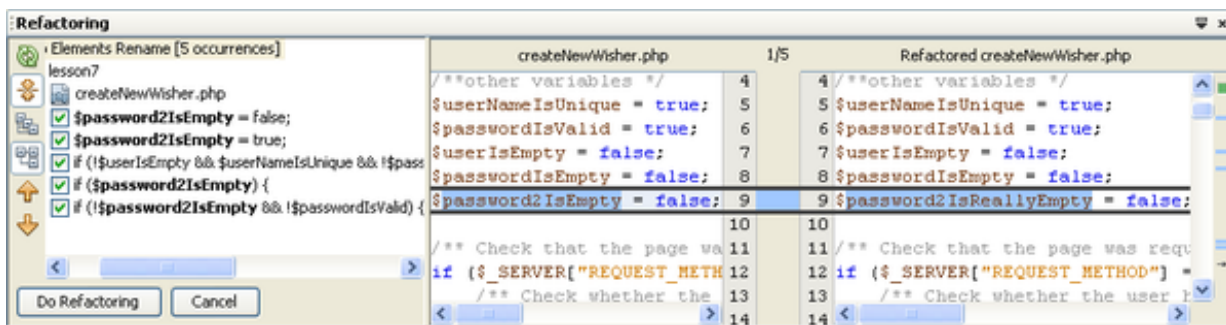 Refactoring
Elements Rename [5 occurrences]
lesson7
createNewWisher.php
$password2IsEmpty = false;
$password2IsEmpty = true;
if (!$userIsEmpty && $userNameIsUnique && !$pass
if ($password2IsEmpty) {
if (!$password2IsEmpty && !$passwordIsValid) {
Do Refactoring
Cancel
createNewWisher.php
1/5
Refactored createNewWisher.php
/**other variables */ 4
$userNameIsUnique = true; 5
$passwordIsValid = true; 6
$userIsEmpty = false; 7
$passwordIsEmpty = false; 8
$password2IsEmpty = false; 9
10
/** Check that the page wa 11
if ($_SERVER["REQUEST_METH 12
/** Check whether the 13
14
4 /**other variables */
5 $userNameIsUnique = true;
6 $passwordIsValid = true;
7 $userIsEmpty = false;
8 $passwordIsEmpty = false;
9 $password2IsReallyEmpty = false;
10
11 /** Check that the page was requ
12 if ($_SERVER["REQUEST_METHOD"] =
13 /** Check whether the user h
14